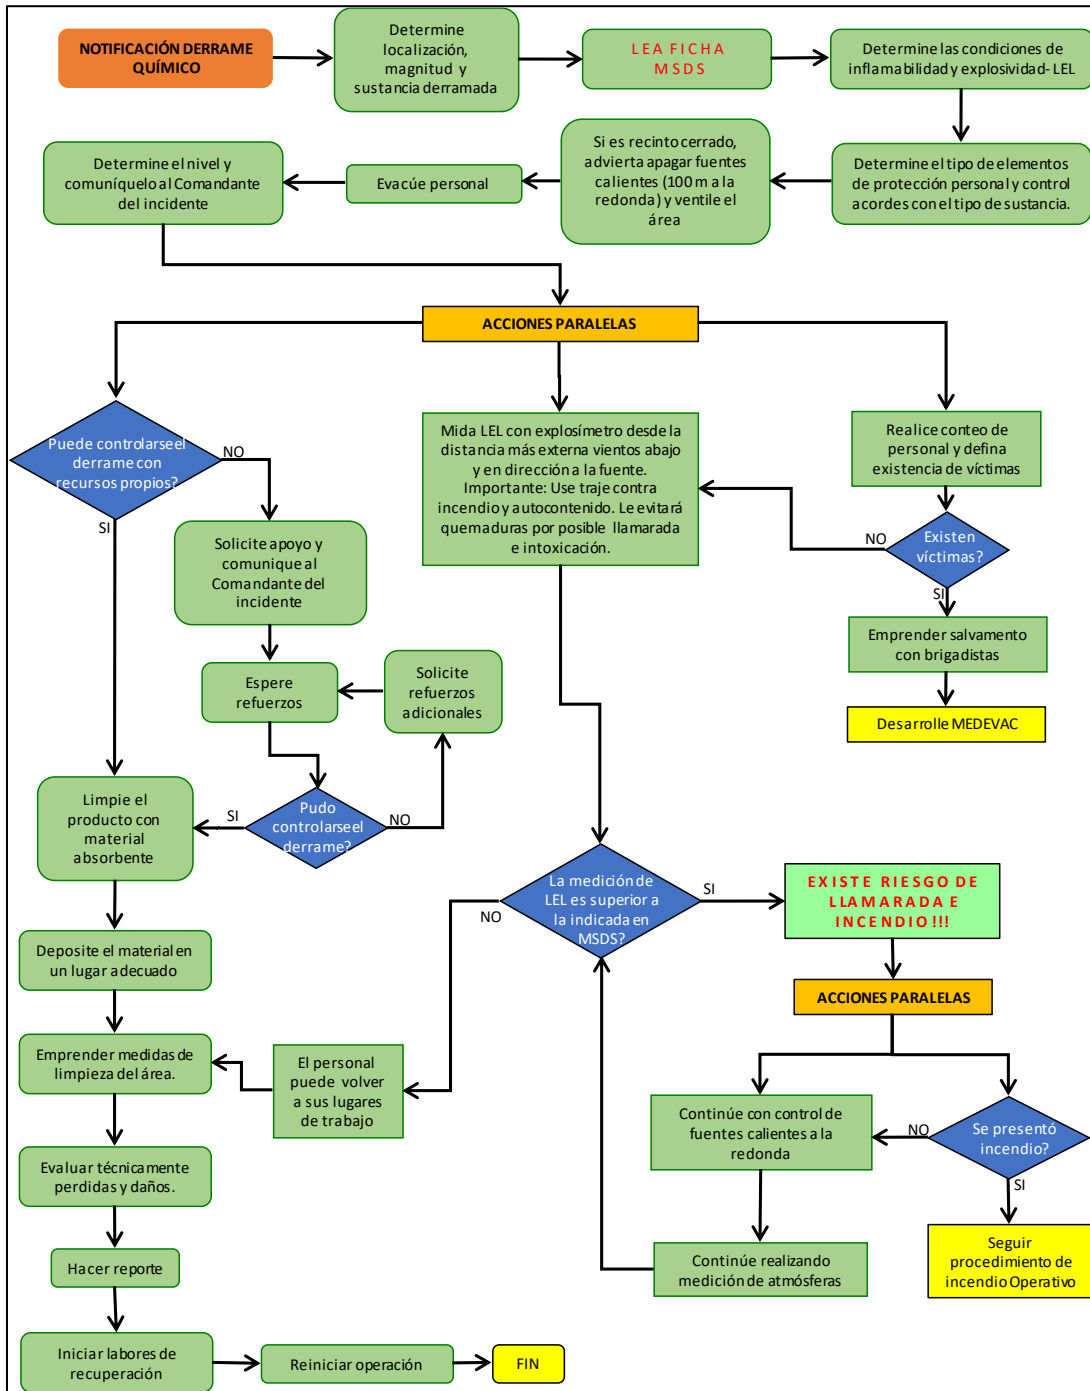 NOTIFICACIÓN DERRAME
QUÍMICO
Determine
localización,
magnitud y
sustancia derramada
LEA FICHA
MSDS
Determine las condiciones de
inflamabilidad y explosividad- LEL
Determine el nivel y
comuníquelo al Comandante
del incidente
Evacúe personal
Si es recinto cerrado,
advierta apagar fuentes
calientes (100 m a la
redonda) y ventile el
área
Determine el tipo de elementos
de protección personal y control
acordes con el tipo de sustancia.
ACCIONES PARALELAS
Puede controlarse el
derrame con
recursos propios?
NO
SI
Mida LEL con explosímetro desde la
distancia más externa vientos abajo
y en dirección a la fuente.
Importante: Use traje contra
incendio y autocontenido. Le evitará
quemaduras por posible llamarada
e intoxicación.
Realice conteo de
personal y defina
existencia de víctimas
Existen
víctimas?
NO
SI
Solicite apoyo y
comunique al
Comandante del
incidente
Emprender salvamento
con brigadistas
Espere
refuerzos
Solicite
refuerzos
adicionales
Desarrolle MEDEVAC
Limpie el
producto con
material
absorbente
SI
Pudo
controlarse el
derrame?
NO
La medición de
LEL es superior a
la indicada en
MSDS?
SI
NO
EXISTE RIESGO DE
LLAMARADA E
INCENDIO!!!
Deposite el material en
un lugar adecuado
ACCIONES PARALELAS
Emprender medidas de
limpieza del área.
El personal
puede volver
a sus lugares
de trabajo
Continúe con control de
fuentes calientes a la
redonda
NO
Se presentó
incendio?
SI
Evaluar técnicamente
perdidas y daños.
Hacer reporte
Continúe realizando
medición de atmósferas
Seguir
procedimiento de
incendio Operativo
Iniciar labores de
recuperación
Reiniciar operación
FIN